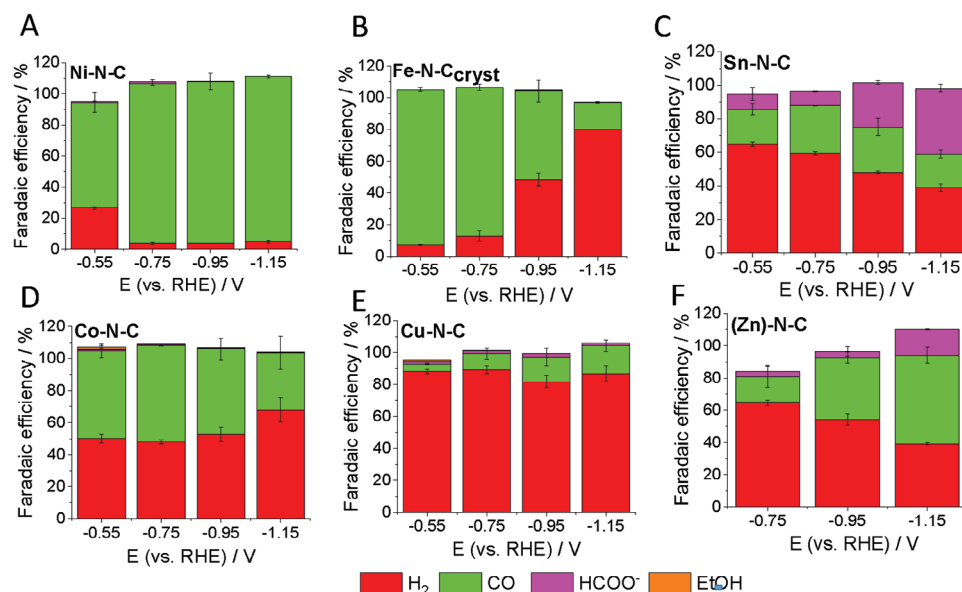 A
Ni-N-C
Faradaic efficiency / %
120
100
80
60
40
20
0
-0.55 -0.75 -0.95 -1.15
E (vs. RHE) / V
B
Fe-N-Ccryst
Faradaic efficiency / %
120
100
80
60
40
20
0
-0.55 -0.75 -0.95 -1.15
E (vs. RHE) / V
C
Sn-N-C
Faradaic efficiency / %
120
100
80
60
40
20
0
-0.55 -0.75 -0.95 -1.15
E (vs. RHE) / V
D
Co-N-C
Faradaic efficiency / %
120
100
80
60
40
20
0
-0.55 -0.75 -0.95 -1.15
E (vs. RHE) / V
E
Cu-N-C
Faradaic efficiency / %
120
100
80
60
40
20
0
-0.55 -0.75 -0.95 -1.15
E (vs. RHE) / V
F
(Zn)-N-C
Faradaic efficiency / %
120
100
80
60
40
20
0
-0.75 -0.95 -1.15
E (vs. RHE) / V
H₂ CO HCOO⁻ EtOH